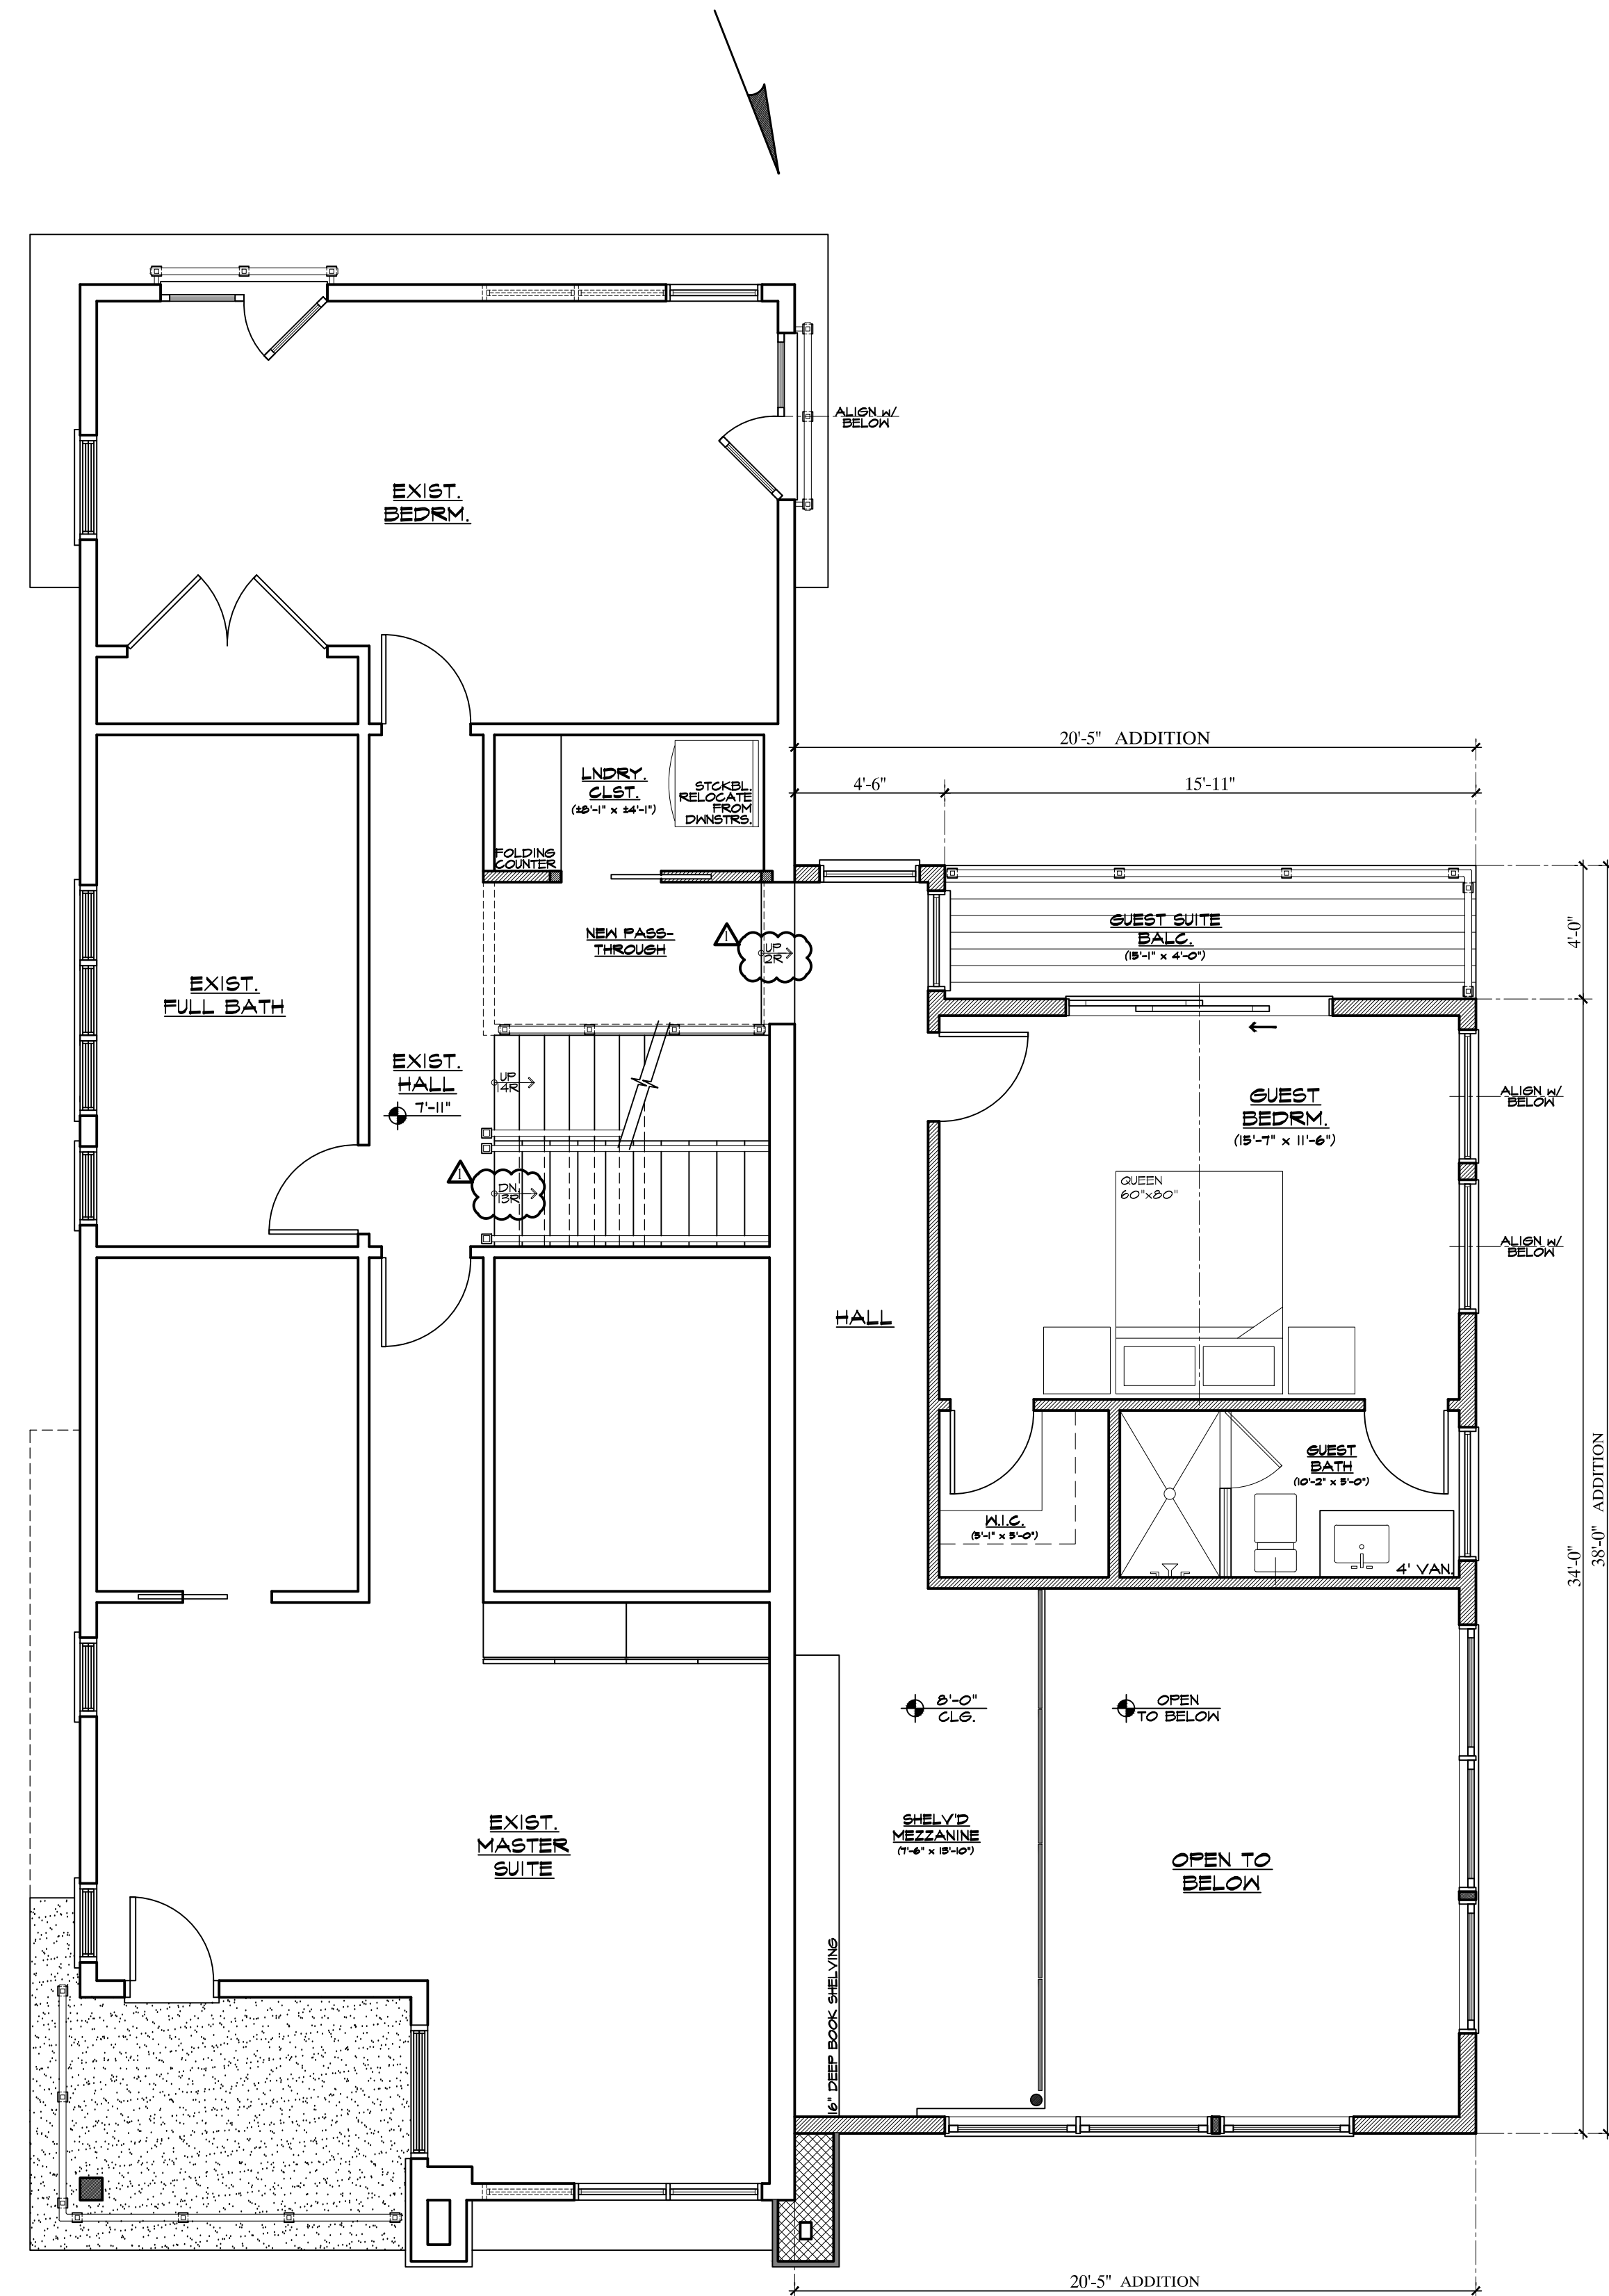 ALIGN W/
BELOW
EXIST.
BEDRM.
20'-5" ADDITION
4'-6"
15'-11"
LNDRY.
CLST.
(±8'-1" x ±4'-1")
STCKBL.
RELOCATE
FROM
DWNSTRS.
FOLDING
COUNTER
NEW PASS-
THROUGH
1
UP
2R
GUEST SUITE
BALC.
(15'-1" x 4'-0")
4'-0"
EXIST.
FULL BATH
EXIST.
HALL
7'-11"
UP
14R
1
DN
13R
GUEST
BEDRM.
(15'-7" x 11'-6")
ALIGN W/
BELOW
QUEEN
60"x80"
ALIGN W/
BELOW
HALL
GUEST
BATH
(10'-2" x 5'-0")
W.I.C.
(5'-1" x 5'-0")
4' VAN.
34'-0"
38'-0" ADDITION
8'-0"
CLG.
OPEN
TO BELOW
EXIST.
MASTER
SUITE
SHELV'D
MEZZANINE
(7'-6" x 15'-10")
OPEN TO
BELOW
16" DEEP BOOK SHELVING
20'-5" ADDITION